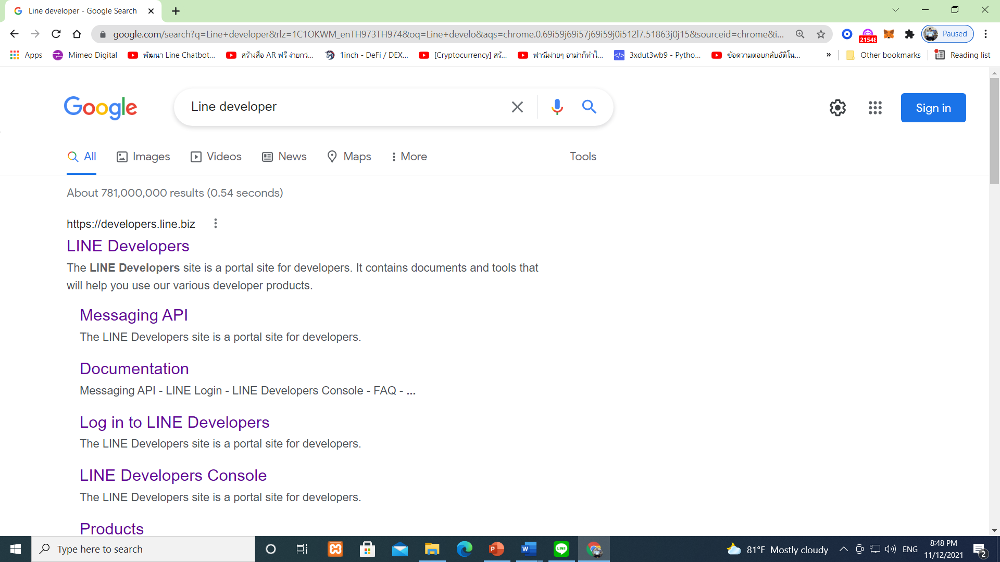 Line developer - Google Search
google.com/search?q=Line+developer&rlz=1C1OKWM_enTH973TH974&oq=Line+develo&aqs=chrome.0.69i59j69i57j69i59j0i512l7.51863j0j15&sourceid=chrome&i...
21548
Paused
Apps
Mimeo Digital
พัฒนา Line Chatbot...
สร้างสื่อ AR ฟรี ง่ายกว่...
1inch - DeFi / DEX...
[Cryptocurrency] สรั...
ฟาร์มง่ายๆ อาม่าก็ทำไ...
3xdut3wb9 - Pytho...
ข้อความตอบกลับอัติโน...
»
Other bookmarks
Reading list
Google
Line developer
Sign in
All
Images
Videos
News
Maps
More
Tools
About 781,000,000 results (0.54 seconds)
https://developers.line.biz
LINE Developers
The LINE Developers site is a portal site for developers. It contains documents and tools that
will help you use our various developer products.
Messaging API
The LINE Developers site is a portal site for developers.
Documentation
Messaging API - LINE Login - LINE Developers Console - FAQ - ...
Log in to LINE Developers
The LINE Developers site is a portal site for developers.
LINE Developers Console
The LINE Developers site is a portal site for developers.
Products
Type here to search
81°F Mostly cloudy
ENG
8:48 PM
11/12/2021
2